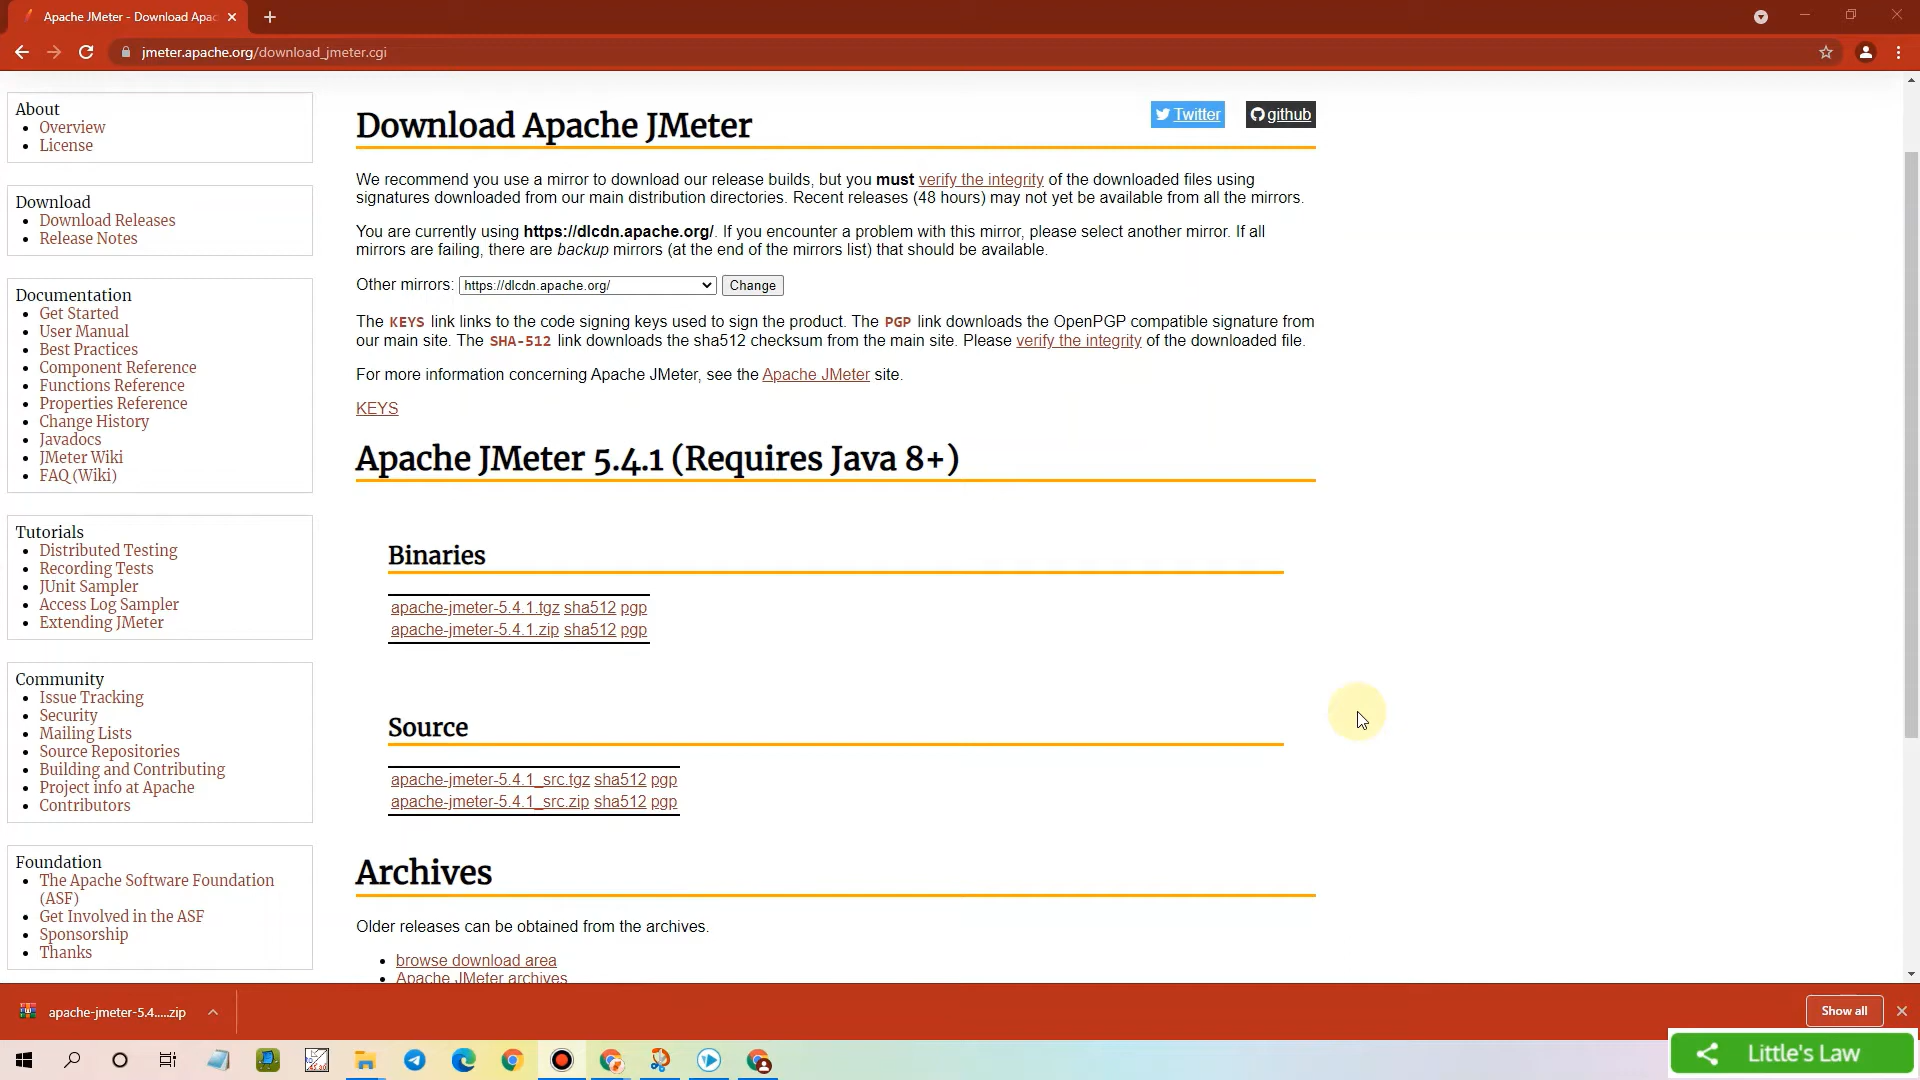 Apache JMeter - Download Apac
jmeter.apache.org/download_jmeter.cgi
About
Overview
License
Download
Download Releases
Release Notes
Documentation
Get Started
User Manual
Best Practices
Component Reference
Functions Reference
Properties Reference
Change History
Javadocs
JMeter Wiki
FAQ (Wiki)
Tutorials
Distributed Testing
Recording Tests
JUnit Sampler
Access Log Sampler
Extending JMeter
Community
Issue Tracking
Security
Mailing Lists
Source Repositories
Building and Contributing
Project info at Apache
Contributors
Foundation
The Apache Software Foundation
(ASF)
Get Involved in the ASF
Sponsorship
Thanks
Download Apache JMeter
Twitter
github
We recommend you use a mirror to download our release builds, but you must verify the integrity of the downloaded files using
signatures downloaded from our main distribution directories. Recent releases (48 hours) may not yet be available from all the mirrors.
You are currently using https://dlcdn.apache.org/. If you encounter a problem with this mirror, please select another mirror. If all
mirrors are failing, there are backup mirrors (at the end of the mirrors list) that should be available.
Other mirrors: https://dlcdn.apache.org/ Change
The KEYS link links to the code signing keys used to sign the product. The PGP link downloads the OpenPGP compatible signature from
our main site. The SHA-512 link downloads the sha512 checksum from the main site. Please verify the integrity of the downloaded file.
For more information concerning Apache JMeter, see the Apache JMeter site.
KEYS
Apache JMeter 5.4.1 (Requires Java 8+)
Binaries
apache-jmeter-5.4.1.tgz sha512 pgp
apache-jmeter-5.4.1.zip sha512 pgp
Source
apache-jmeter-5.4.1_src.tgz sha512 pgp
apache-jmeter-5.4.1_src.zip sha512 pgp
Archives
Older releases can be obtained from the archives.
browse download area
Apache JMeter archives
apache-jmeter-5.4.....zip
Show all
Little's Law